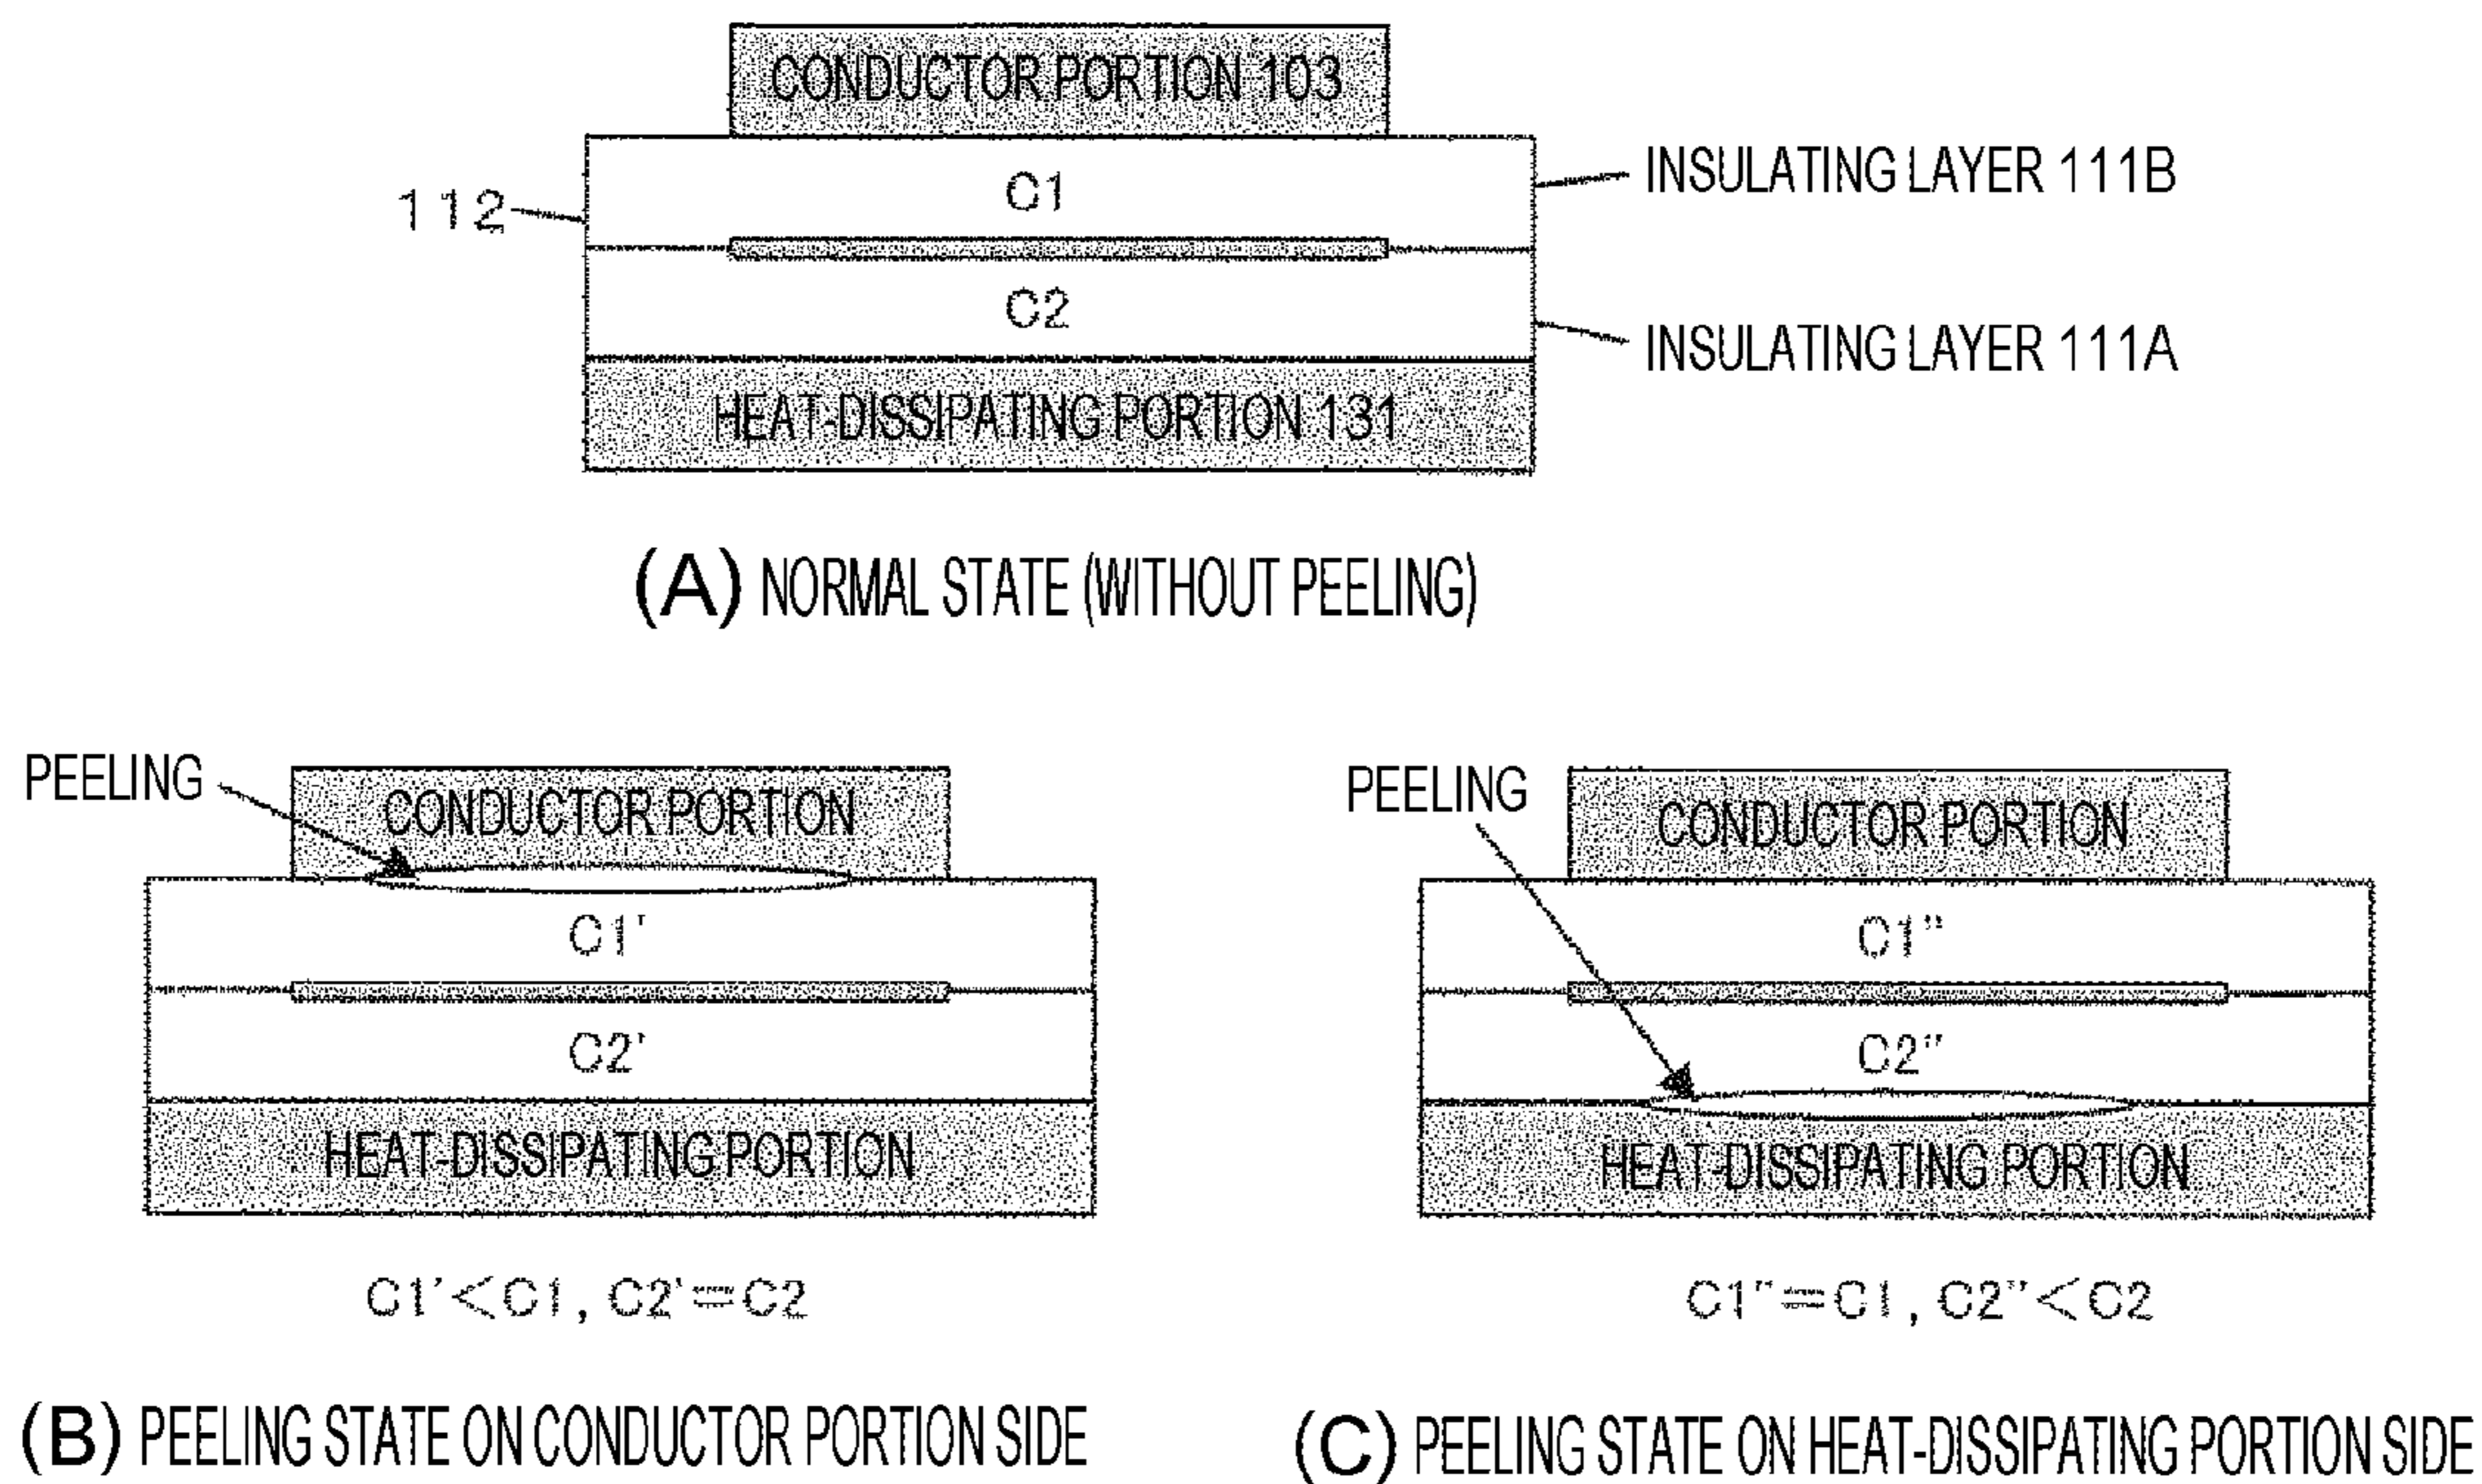 CONDUCTOR PORTION 103
C1
INSULATING LAYER 111B
112
C2
INSULATING LAYER 111A
HEAT-DISSIPATING PORTION 131
(A) NORMAL STATE (WITHOUT PEELING)
PEELING
CONDUCTOR PORTION
C1'
C2'
HEAT-DISSIPATING PORTION
C1'<C1, C2'=C2
(B) PEELING STATE ON CONDUCTOR PORTION SIDE
PEELING
CONDUCTOR PORTION
C1"
C2"
HEAT-DISSIPATING PORTION
C1"=C1, C2"<C2
(C) PEELING STATE ON HEAT-DISSIPATING PORTION SIDE